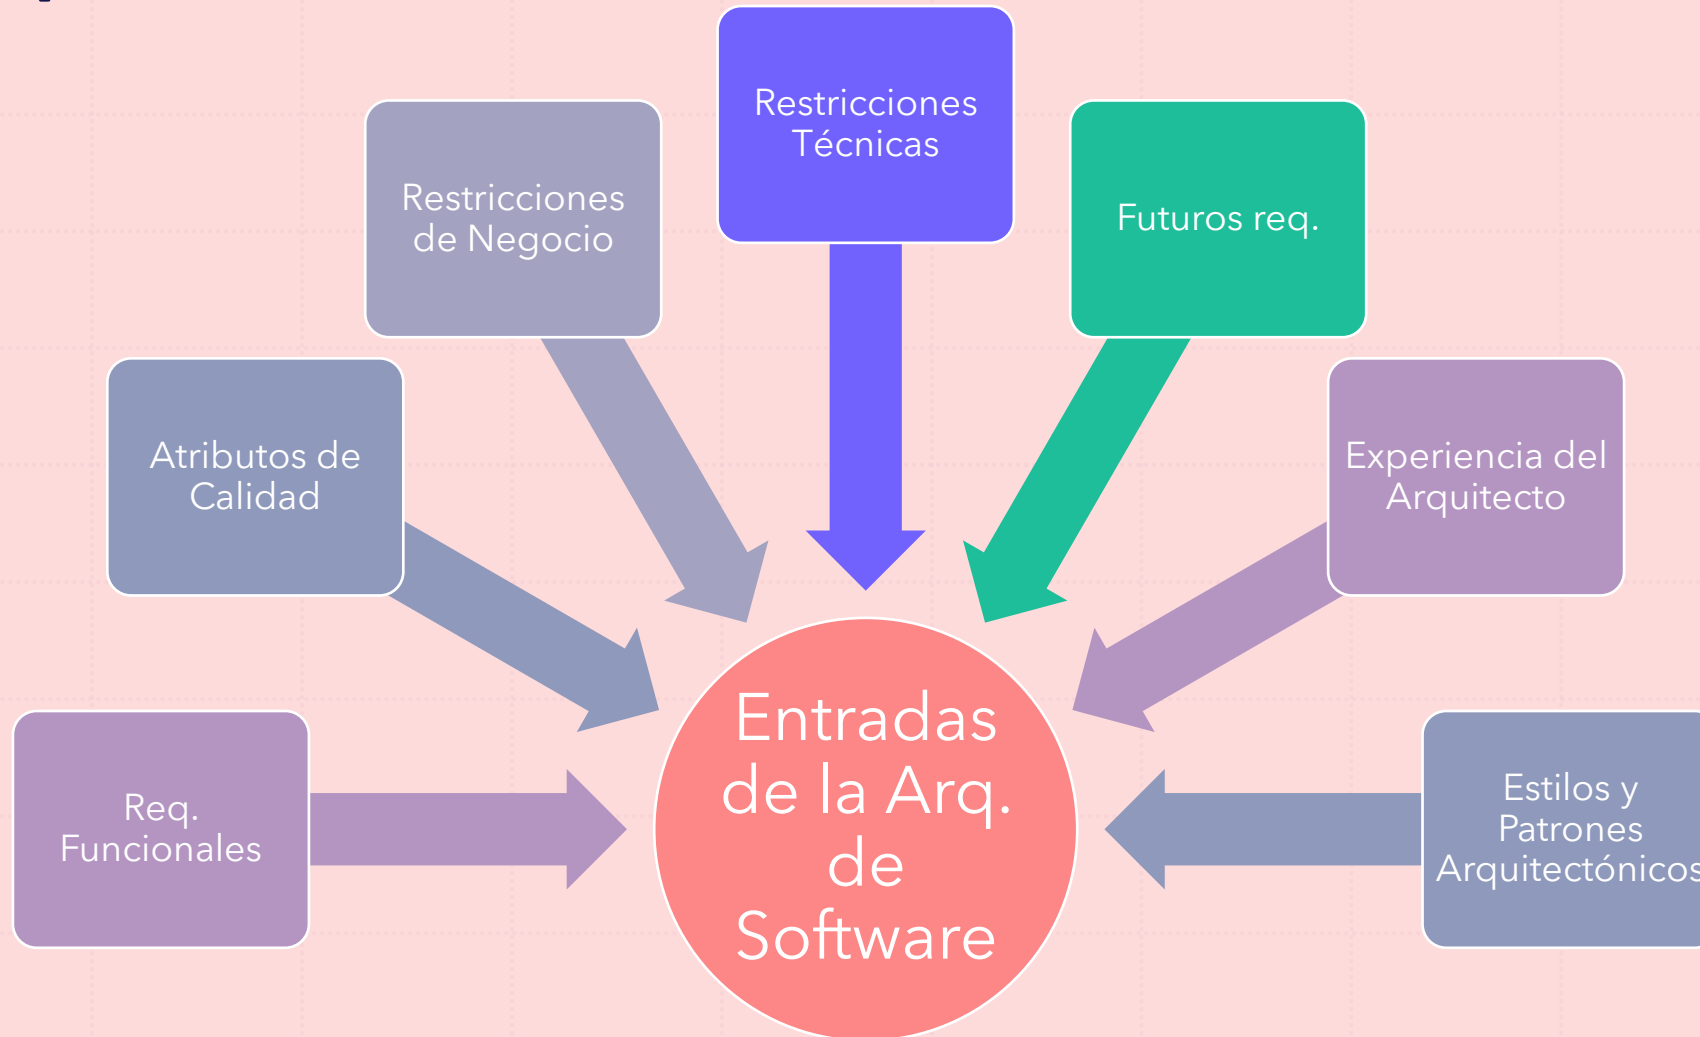 Restricciones
Técnicas
Restricciones
de Negocio
Futuros req.
Atributos de
Calidad
Experiencia del
Arquitecto
Req.
Funcionales
Entradas
de la Arq.
de
Software
Estilos y
Patrones
Arquitectónicos